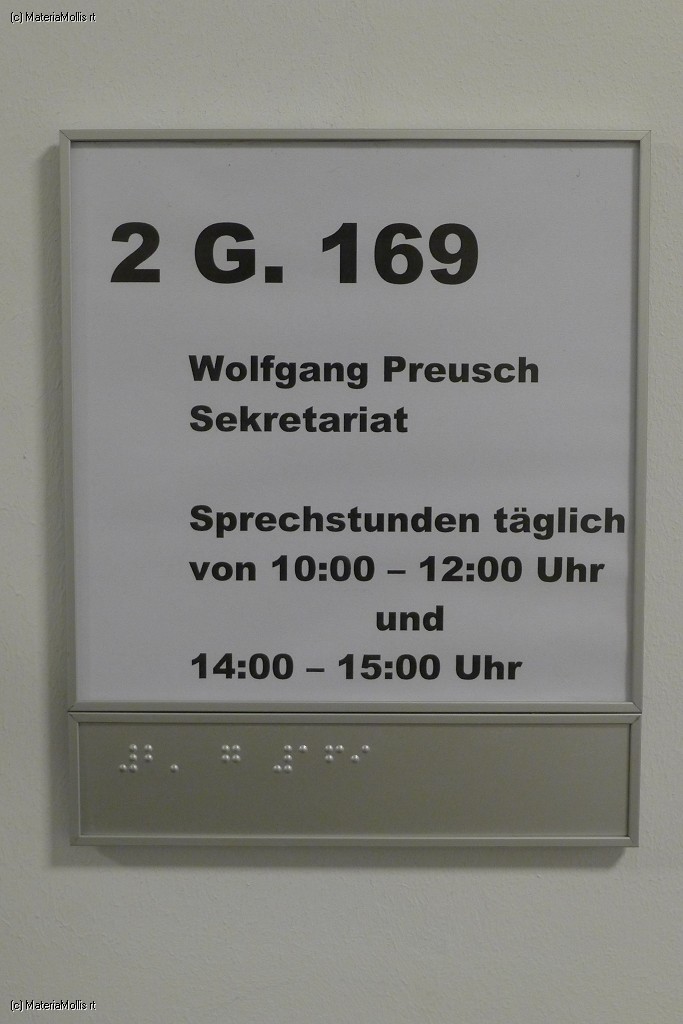 (c) MateriaMollis rt
2 G. 169
Wolfgang Preusch
Sekretariat
Sprechstunden täglich
von 10:00 – 12:00 Uhr
und
14:00 – 15:00 Uhr
(c) MateriaMollis rt